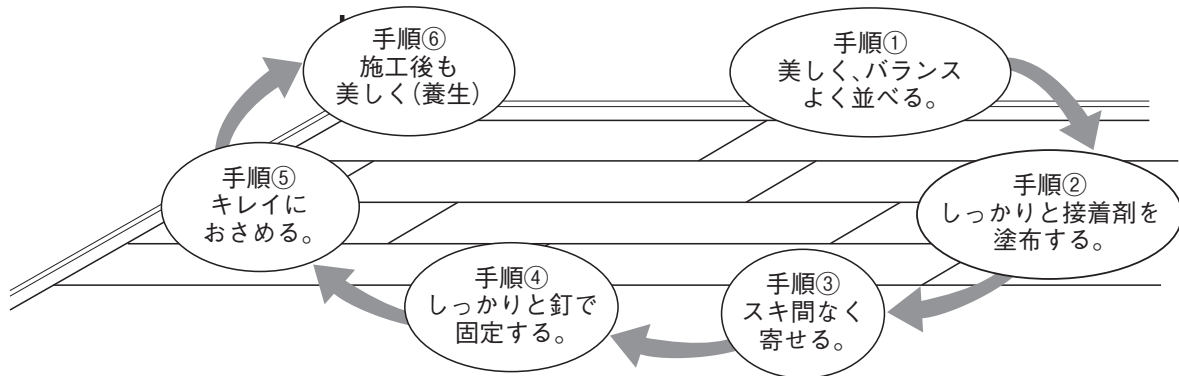 手順①
美しく、バランス
よく並べる。
手順②
しっかりと接着剤を
塗布する。
手順③
スキ間なく
寄せる。
手順④
しっかりと釘で
固定する。
手順⑤
キレイに
おさめる。
手順⑥
施工後も
美しく(養生)